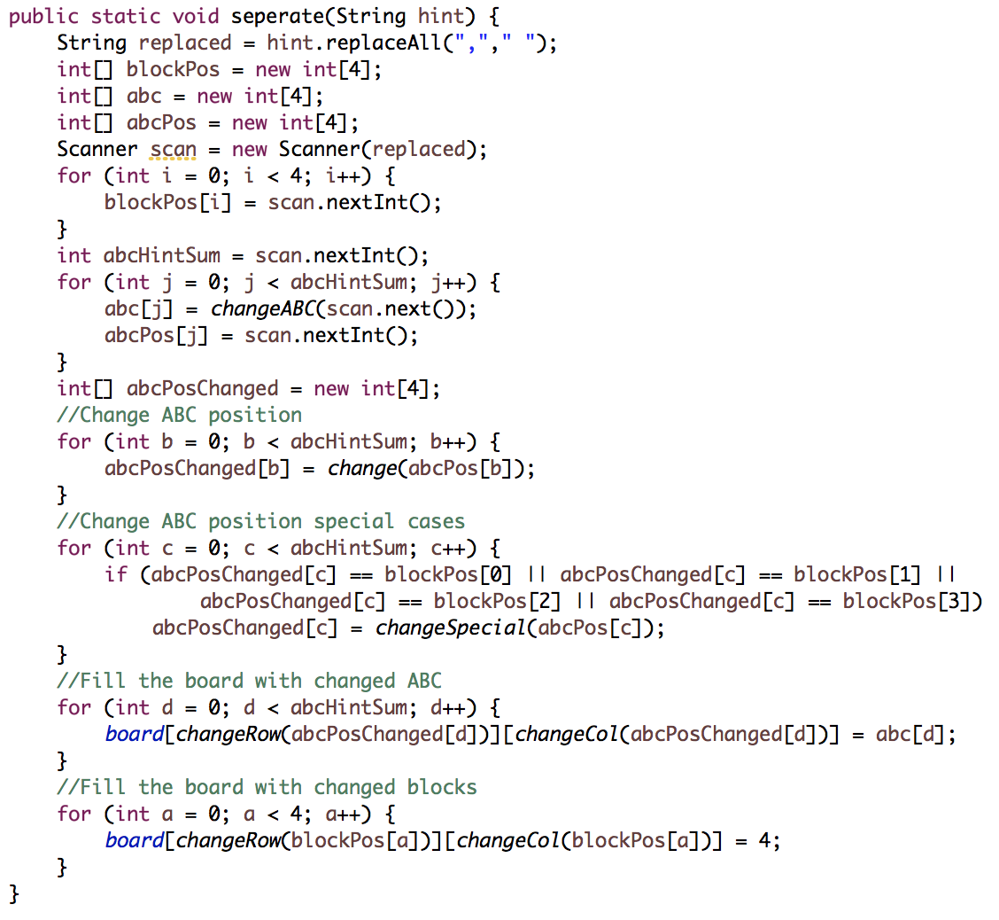 public static void seperate(String hint) {
    String replaced = hint.replaceAll(","," ");
    int[] blockPos = new int[4];
    int[] abc = new int[4];
    int[] abcPos = new int[4];
    Scanner scan = new Scanner(replaced);
    for (int i = 0; i < 4; i++) {
        blockPos[i] = scan.nextInt();
    }
    int abcHintSum = scan.nextInt();
    for (int j = 0; j < abcHintSum; j++) {
        abc[j] = changeABC(scan.next());
        abcPos[j] = scan.nextInt();
    }
    int[] abcPosChanged = new int[4];
    //Change ABC position
    for (int b = 0; b < abcHintSum; b++) {
        abcPosChanged[b] = change(abcPos[b]);
    }
    //Change ABC position special cases
    for (int c = 0; c < abcHintSum; c++) {
        if (abcPosChanged[c] == blockPos[0] || abcPosChanged[c] == blockPos[1] ||
                abcPosChanged[c] == blockPos[2] || abcPosChanged[c] == blockPos[3])
            abcPosChanged[c] = changeSpecial(abcPos[c]);
    }
    //Fill the board with changed ABC
    for (int d = 0; d < abcHintSum; d++) {
        board[changeRow(abcPosChanged[d])][changeCol(abcPosChanged[d])] = abc[d];
    }
    //Fill the board with changed blocks
    for (int a = 0; a < 4; a++) {
        board[changeRow(blockPos[a])][changeCol(blockPos[a])] = 4;
    }
}